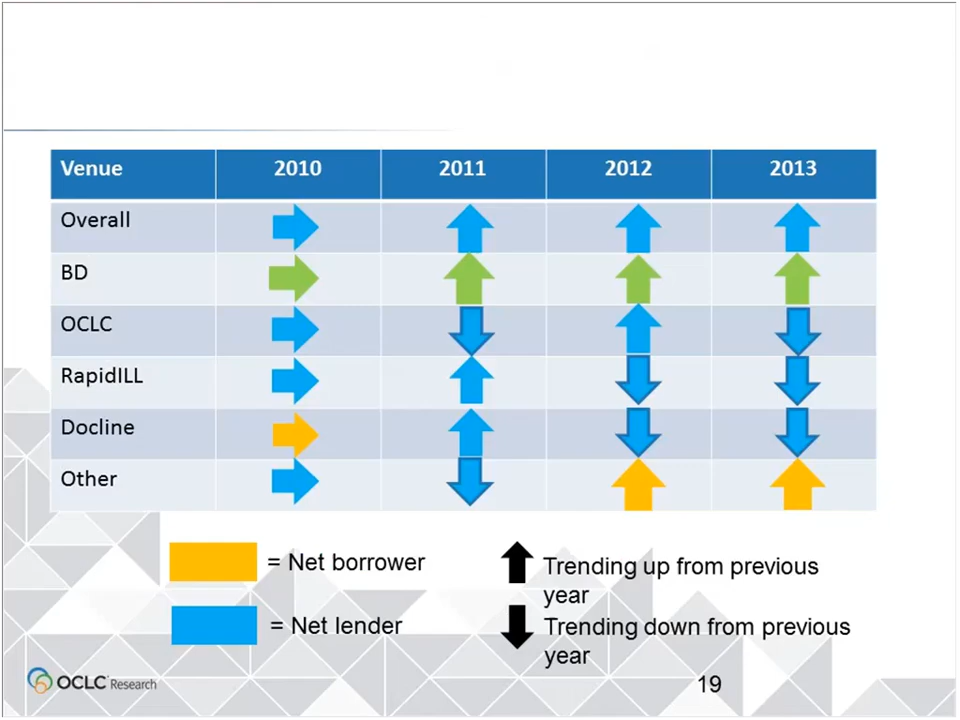 Venue 2010 2011 2012 2013
Overall
BD
OCLC
RapidILL
Docline
Other
= Net borrower
Trending up from previous
year
= Net lender
Trending down from previous
year
OCLC Research
19